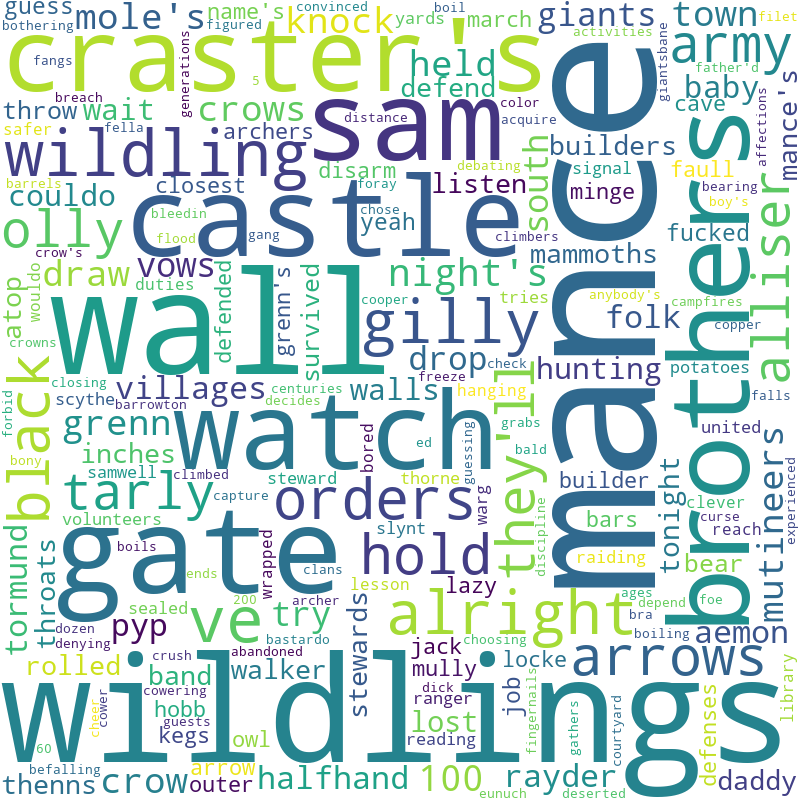 guess
bothering
mole's
name's
figured
convinced
knock
boil
yards
march
giants
activities
town
filet
craster's
fangs
breach
generations
held
defend
giantsbane
army
father'd
throw
wait
crows
5
fella
distance
color
acquire
baby
cave
affections
mance's
safer
archers
sam
builders
wildling
disarm
debating
signal
faull
bearing
barrels
closest
foray
listen
minge
boy's
couldo
chose
yeah
south
brothers
mance
olly
bleedin
flood
gang
castle
climbers
mammoths
fucked
alliser
crow's
vows
night's
draw
duties
defended
grenn's
survived
cooper
tries
anybody's
campfires
atop
wouldo
wall
gilly
folk
copper
crowns
drop
check
hunting
potatoes
black
closing
villages
centuries
walls
freeze
falls
scythe
barrowton
decides
hanging
united
forbid
grenn
watch
ed
grabs
they'll
bald
inches
bored
guessing
bony
samwell
climbed
steward
thorne
builder
tonight
clever
tarly
capture
orders
warg
bars
curse
reach
mutineers
experienced
volunteers
slynt
discipline
tormund
throats
gate
boils
wrapped
hold
raiding
bear
clans
lesson
lazy
ages
sealed
ends
200
archer
stewards
alright
bra
depend
foe
pyp
ve
try
bastardo
choosing
boiling
aemon
dozen
denying
jack
abandoned
rolled
crush
walker
mully
locke
arrows
band
dick
job
fingernails
library
cheer
cower
cowering
hobb
guests
ranger
lost
gathers
courtyard
defenses
wildlings
60
kegs
owl
reading
befalling
arrow
thenns
crow
outer
halfhand
100
eunuch
rayder
deserted
daddy